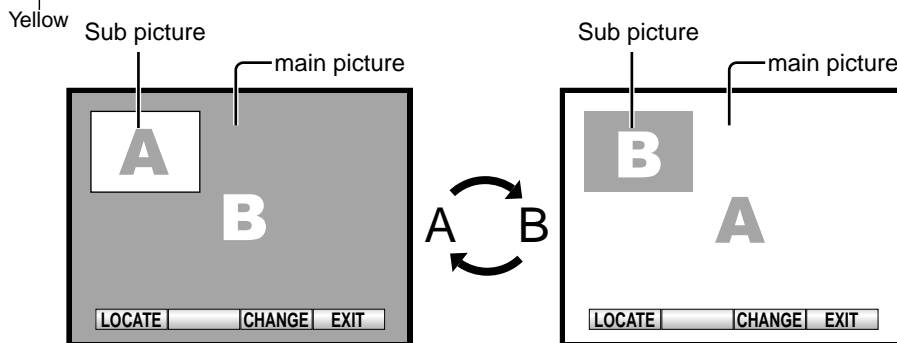 Yellow
Sub picture
main picture
A
B
LOCATE CHANGE EXIT
A B
Sub picture
main picture
B
A
LOCATE CHANGE EXIT